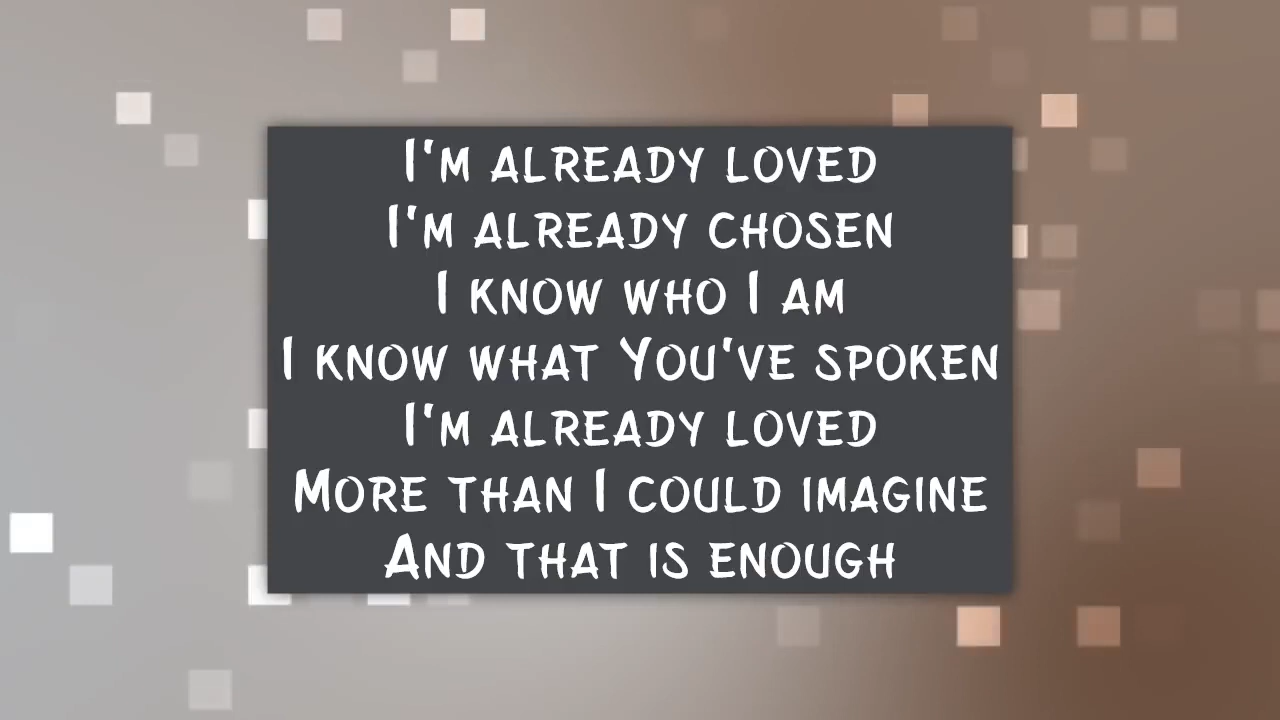 I'm already loved
I'm already chosen
I know who I am
I know what You've spoken
I'm already loved
More than I could imagine
And that is enough